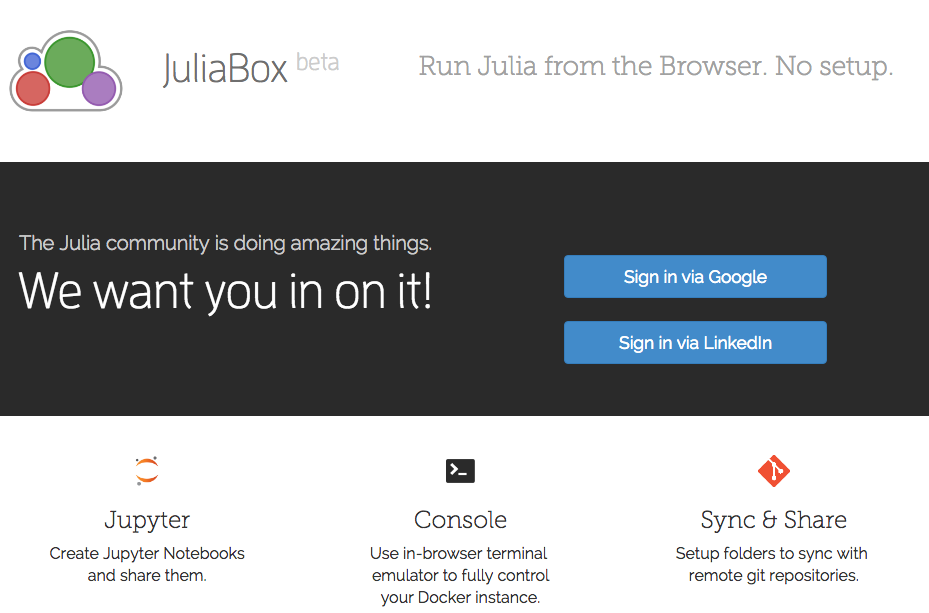 JuliaBox beta
Run Julia from the Browser. No setup.
The Julia community is doing amazing things.
We want you in on it!
Sign in via Google
Sign in via LinkedIn
>_
Jupyter
Create Jupyter Notebooks
and share them.
Console
Use in-browser terminal
emulator to fully control
your Docker instance.
Sync & Share
Setup folders to sync with
remote git repositories.